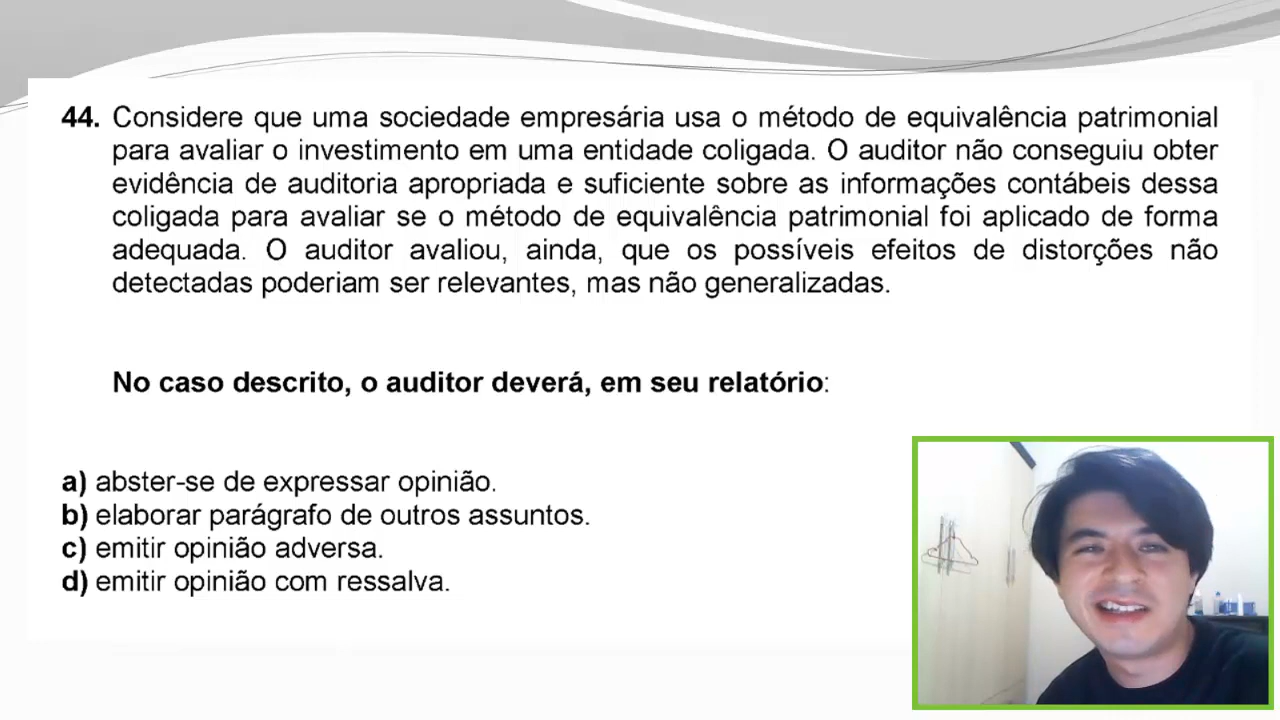 44. Considere que uma sociedade empresária usa o método de equivalência patrimonial
para avaliar o investimento em uma entidade coligada. O auditor não conseguiu obter
evidência de auditoria apropriada e suficiente sobre as informações contábeis dessa
coligada para avaliar se o método de equivalência patrimonial foi aplicado de forma
adequada. O auditor avaliou, ainda, que os possíveis efeitos de distorções não
detectadas poderiam ser relevantes, mas não generalizadas.
No caso descrito, o auditor deverá, em seu relatório:
a) abster-se de expressar opinião.
b) elaborar parágrafo de outros assuntos.
c) emitir opinião adversa.
d) emitir opinião com ressalva.